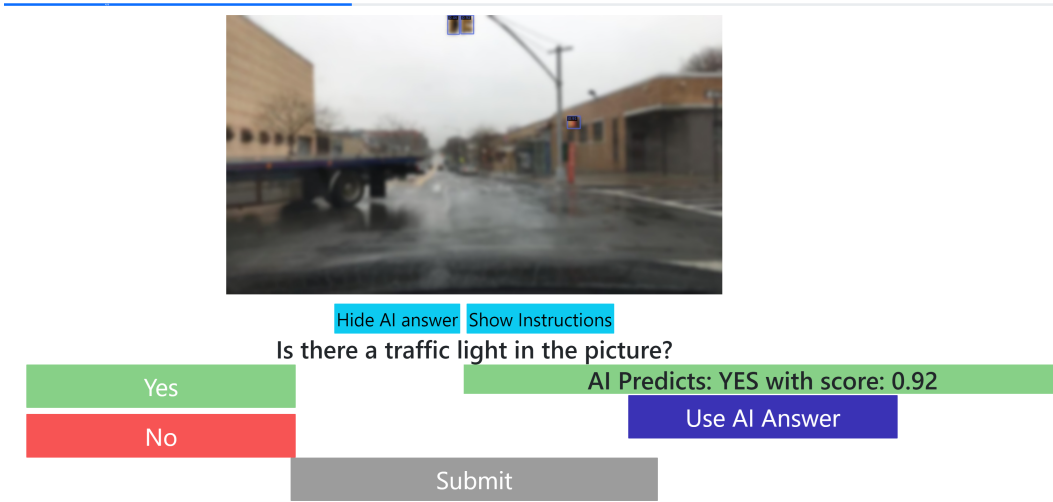 Hide AI answer Show Instructions
Is there a traffic light in the picture?
Yes
AI Predicts: YES with score: 0.92
Use AI Answer
No
Submit